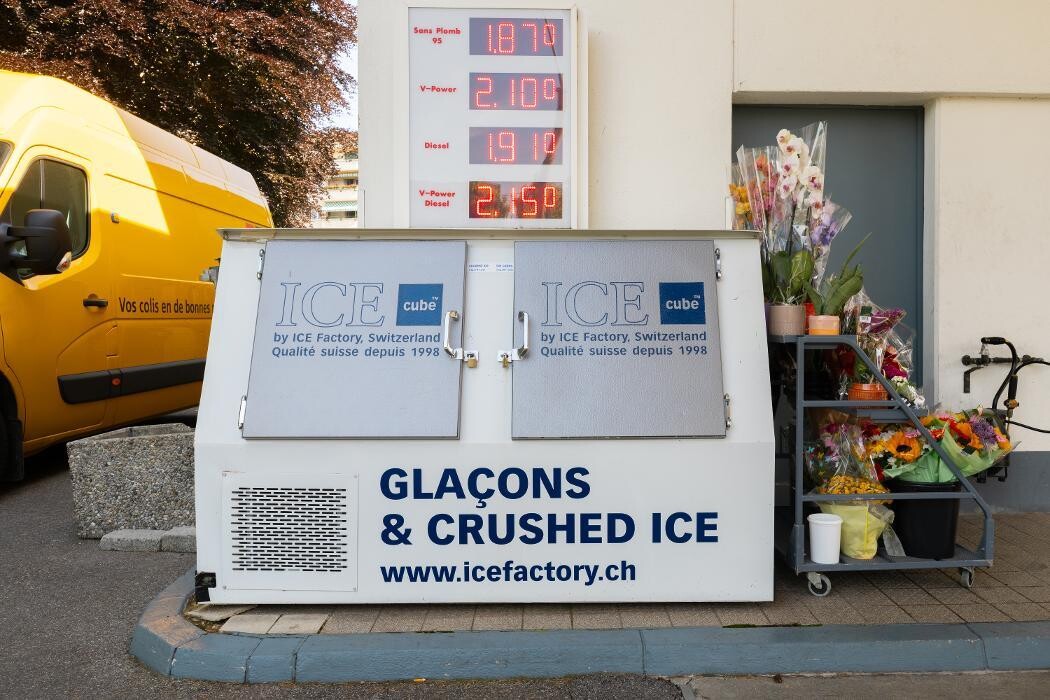 Sans Plomb
95
1.870
V-Power
2.100
Diesel
1.910
V-Power
Diesel
2.150
Vos colis en de bonnes
ICE cube™
by ICE Factory, Switzerland
Qualité suisse depuis 1998
ICE cube™
by ICE Factory, Switzerland
Qualité suisse depuis 1998
GLAÇONS
& CRUSHED ICE
www.icefactory.ch